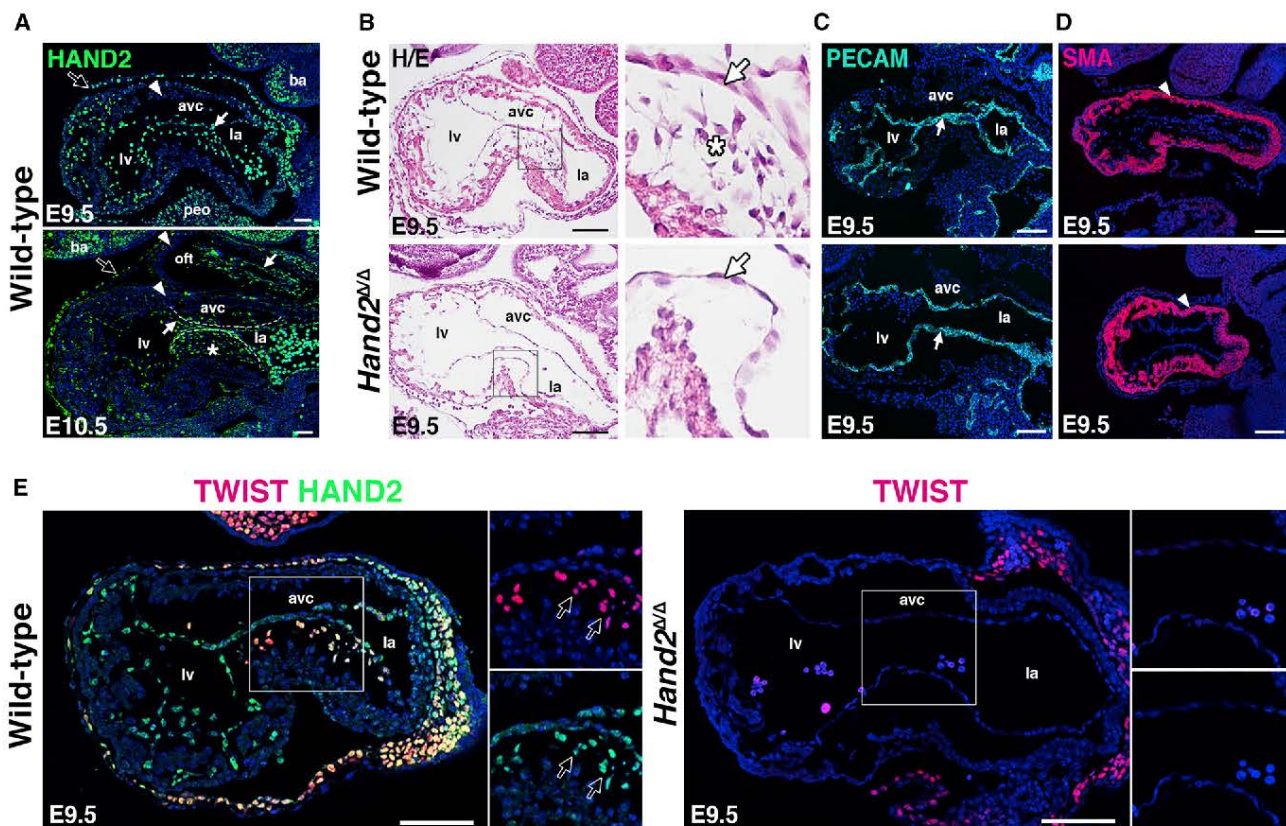 A
B
C
D
Wild-type
HAND2
ba
avc
la
lv
peo
E9.5
ba
oft
avc
la
lv
*
E10.5
Wild-type
H/E
avc
lv
la
E9.5
*
Hand2Δ/Δ
avc
lv
la
E9.5
PECAM
avc
lv
la
E9.5
avc
la
lv
E9.5
SMA
E9.5
E9.5
E
TWIST HAND2
Wild-type
avc
la
lv
E9.5
TWIST
Hand2Δ/Δ
avc
lv
la
E9.5